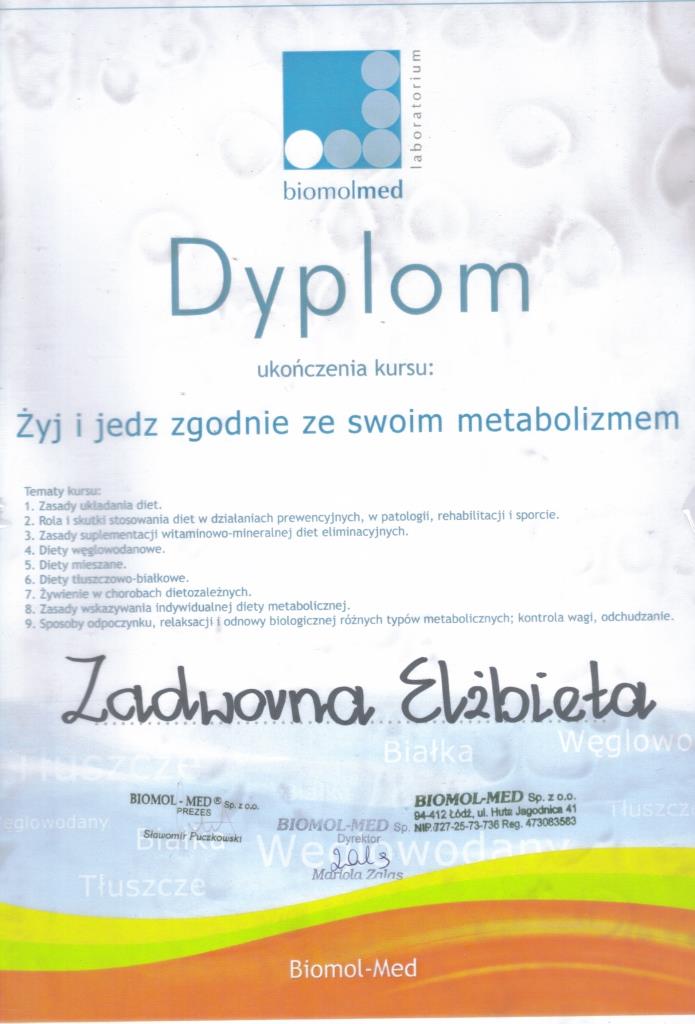 laboratorium
biomolmed
Dyplom
ukończenia kursu:
Żyj i jedz zgodnie ze swoim metabolizmem
Tematy kursu:
1. Zasady układania diet.
2. Rola i skutki stosowania diet w działaniach prewencyjnych, w patologii, rehabilitacji i sporcie.
3. Zasady suplementacji witaminowo-mineralnej diet eliminacyjnych.
4. Diety węglowodanowe.
5. Diety mieszane.
6. Diety tłuszczowo-białkowe.
7. Żywienie w chorobach dietozależnych.
8. Zasady wskazywania indywidualnej diety metabolicznej.
9. Sposoby odpoczynku, relaksacji i odnowy biologicznej różnych typów metabolicznych; kontrola wagi, odchudzanie.
Zadworna Elżbieta
Białka
Węglowo
Tłuszcze
BIOMOL - MED® Sp. z o.o.
PREZES
Sławomir Puczkowski
BIOMOL-MED Sp.
Dyrektor
Mariola Zalas
BIOMOL-MED Sp. z o.o.
94-412 Łódź, ul. Huta Jagodnica 41
NIP 727-25-73-736 Reg. 473083583
eglowodany
Białka
Węglowodany
Tłuszcz
Tłuszcze
Biomol-Med